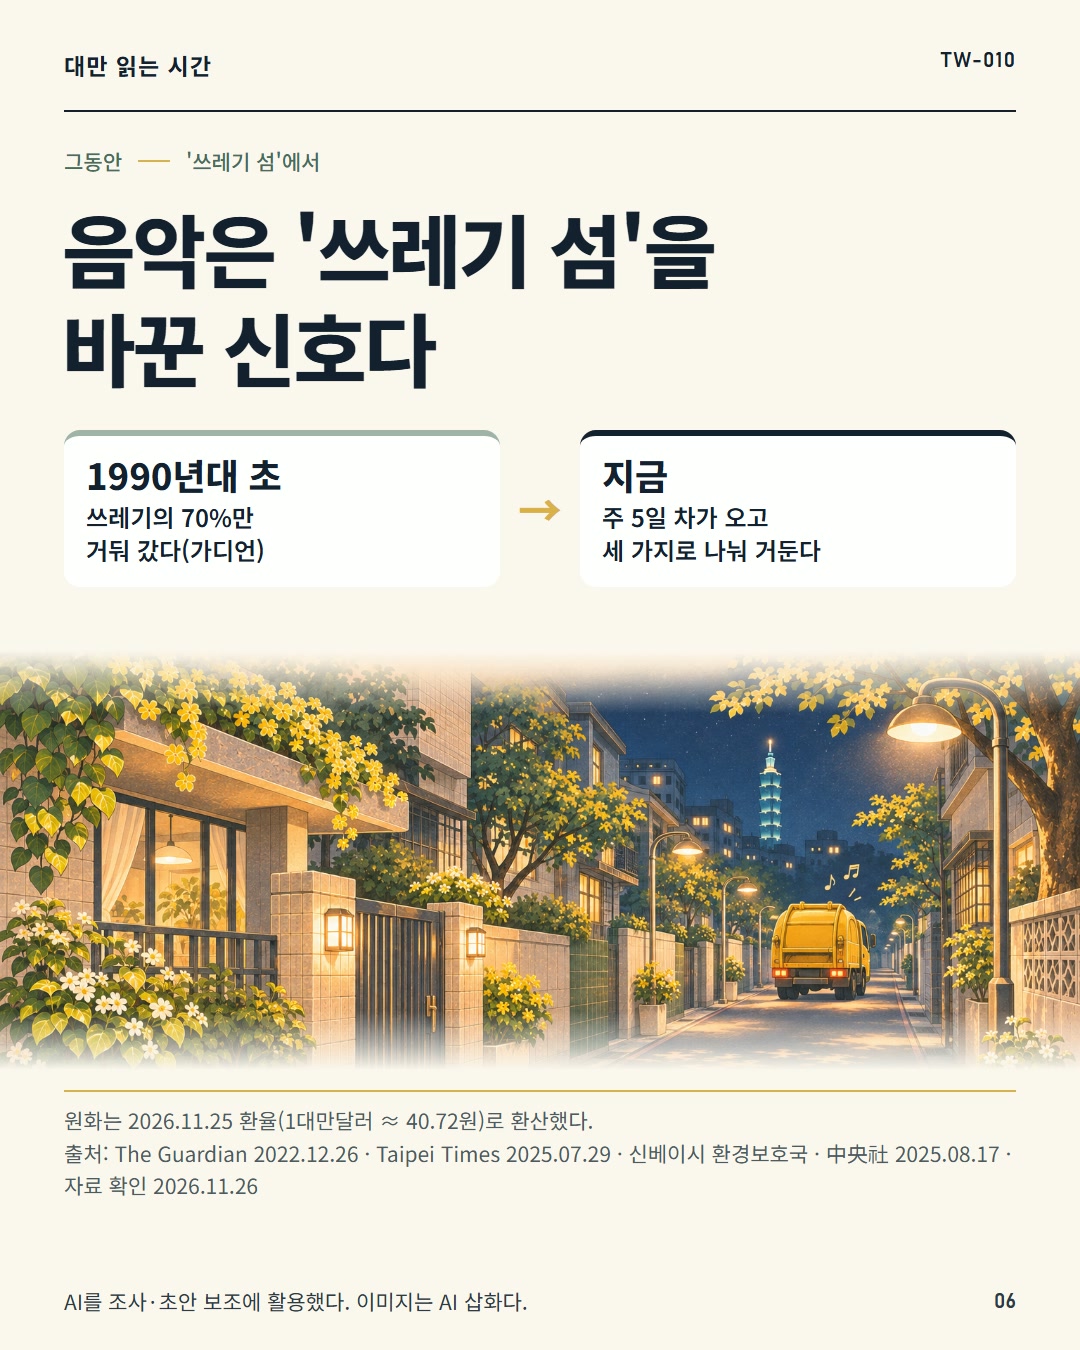 대만 읽는 시간
TW-010
그동안 — '쓰레기 섬'에서
음악은 '쓰레기 섬'을
바꾼 신호다
1990년대 초
쓰레기의 70%만
거둬 갔다(가디언)
→
지금
주 5일 차가 오고
세 가지로 나눠 거둔다
원화는 2026.11.25 환율(1대만달러 ≈ 40.72원)로 환산했다.
출처: The Guardian 2022.12.26 · Taipei Times 2025.07.29 · 신베이시 환경보호국 · 中央社 2025.08.17 ·
자료 확인 2026.11.26
AI를 조사·초안 보조에 활용했다. 이미지는 AI 삽화다.
06